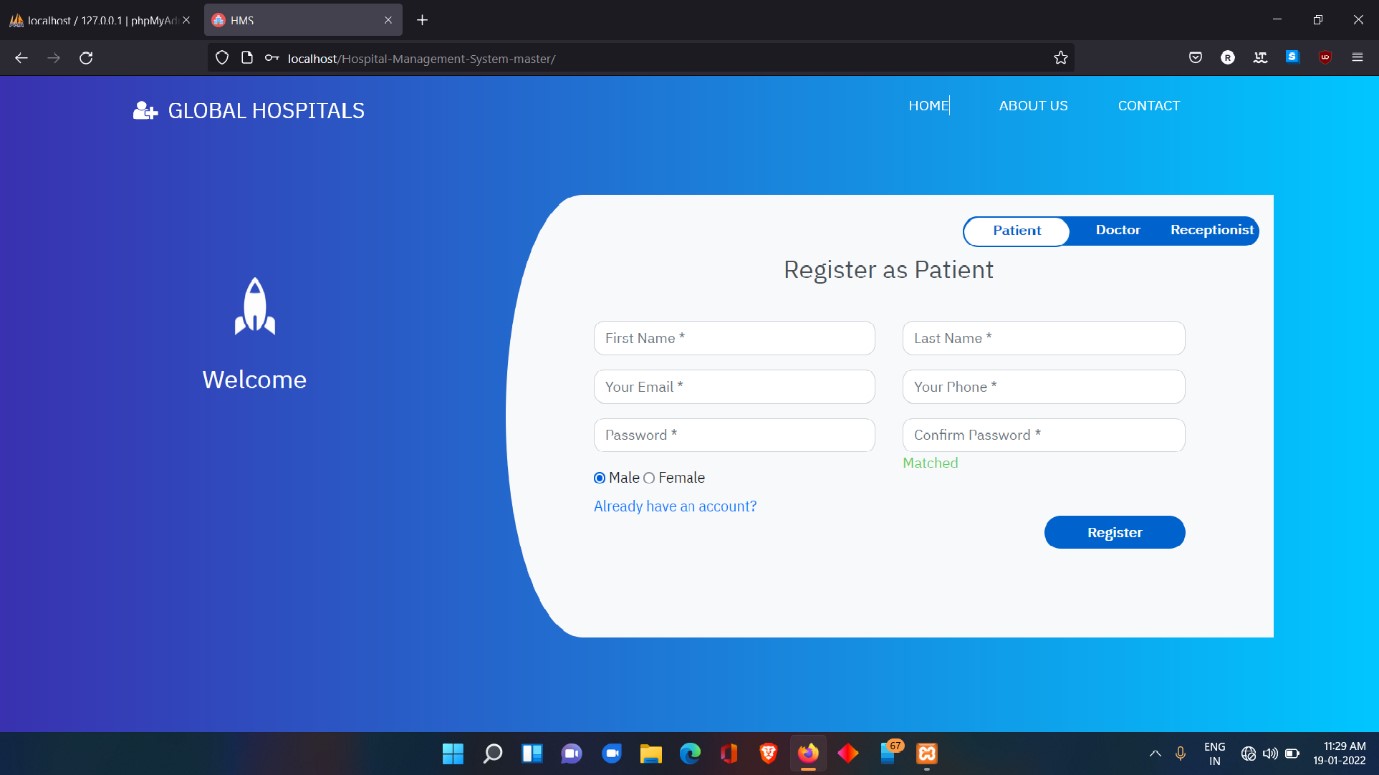 localhost / 127.0.0.1 | phpMyAd
HMS
localhost/Hospital-Management-System-master/
GLOBAL HOSPITALS
HOME
ABOUT US
CONTACT
Patient
Doctor
Receptionist
Register as Patient
Welcome
First Name *
Last Name *
Your Email *
Your Phone *
Password *
Confirm Password *
Matched
Male
Female
Already have an account?
Register
67
ENG
IN
11:29 AM
19-01-2022